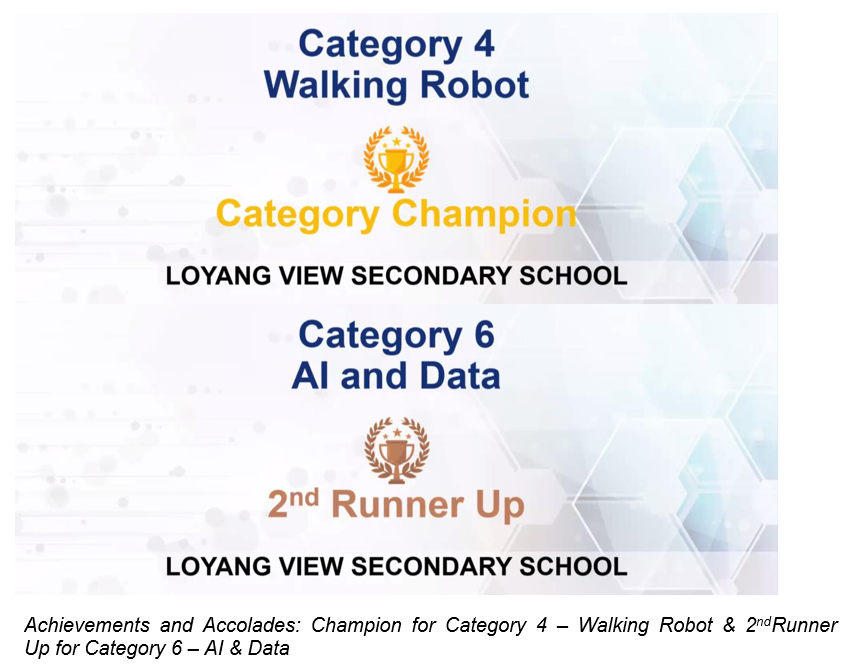 Category 4
Walking Robot
Category Champion
LOYANG VIEW SECONDARY SCHOOL
Category 6
AI and Data
2nd Runner Up
LOYANG VIEW SECONDARY SCHOOL
Achievements and Accolades: Champion for Category 4 – Walking Robot & 2ndRunner
Up for Category 6 – AI & Data